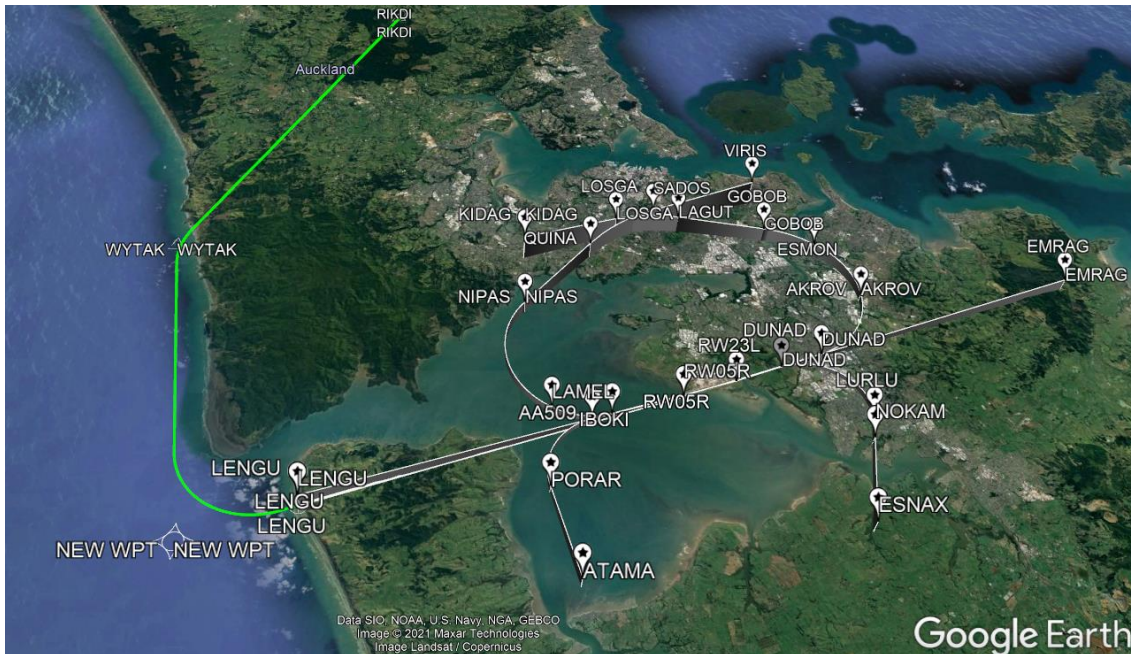 RIKDI
RIKDI
Auckland
WYTAK WYTAK
VIRIS
LOSGA
SADOS
GOBOB
KIDAG KIDAG
LOSGA LAGUT
GOBOB
QUINA
ESMON
EMRAG
EMRAG
NIPAS NIPAS
AKROV AKROV
DUNAD
DUNAD
RW23L
DUNAD
RW05R
LURLU
LAMEL
RW05R
AA509
IBOKI
NOKAM
LENGU
LENGU
PORAR
LENGU
ESNAX
LENGU
NEW WPT NEW WPT
ATAMA
Data SIO, NOAA, U.S. Navy, NGA, GEBCO
Image © 2021 Maxar Technologies
Image Landsat / Copernicus
Google Earth